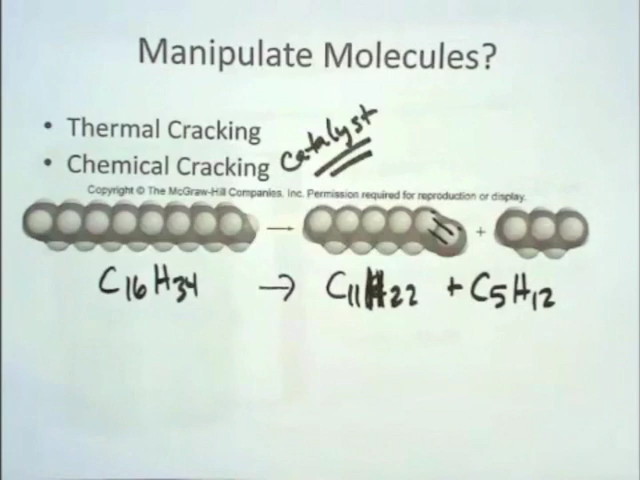 Manipulate Molecules?
• Thermal Cracking
• Chemical Cracking catalyst
Copyright © The McGraw-Hill Companies, Inc. Permission required for reproduction or display.
→ +
C₁₆H₃₄ → C₁₁H₂₂ + C₅H₁₂